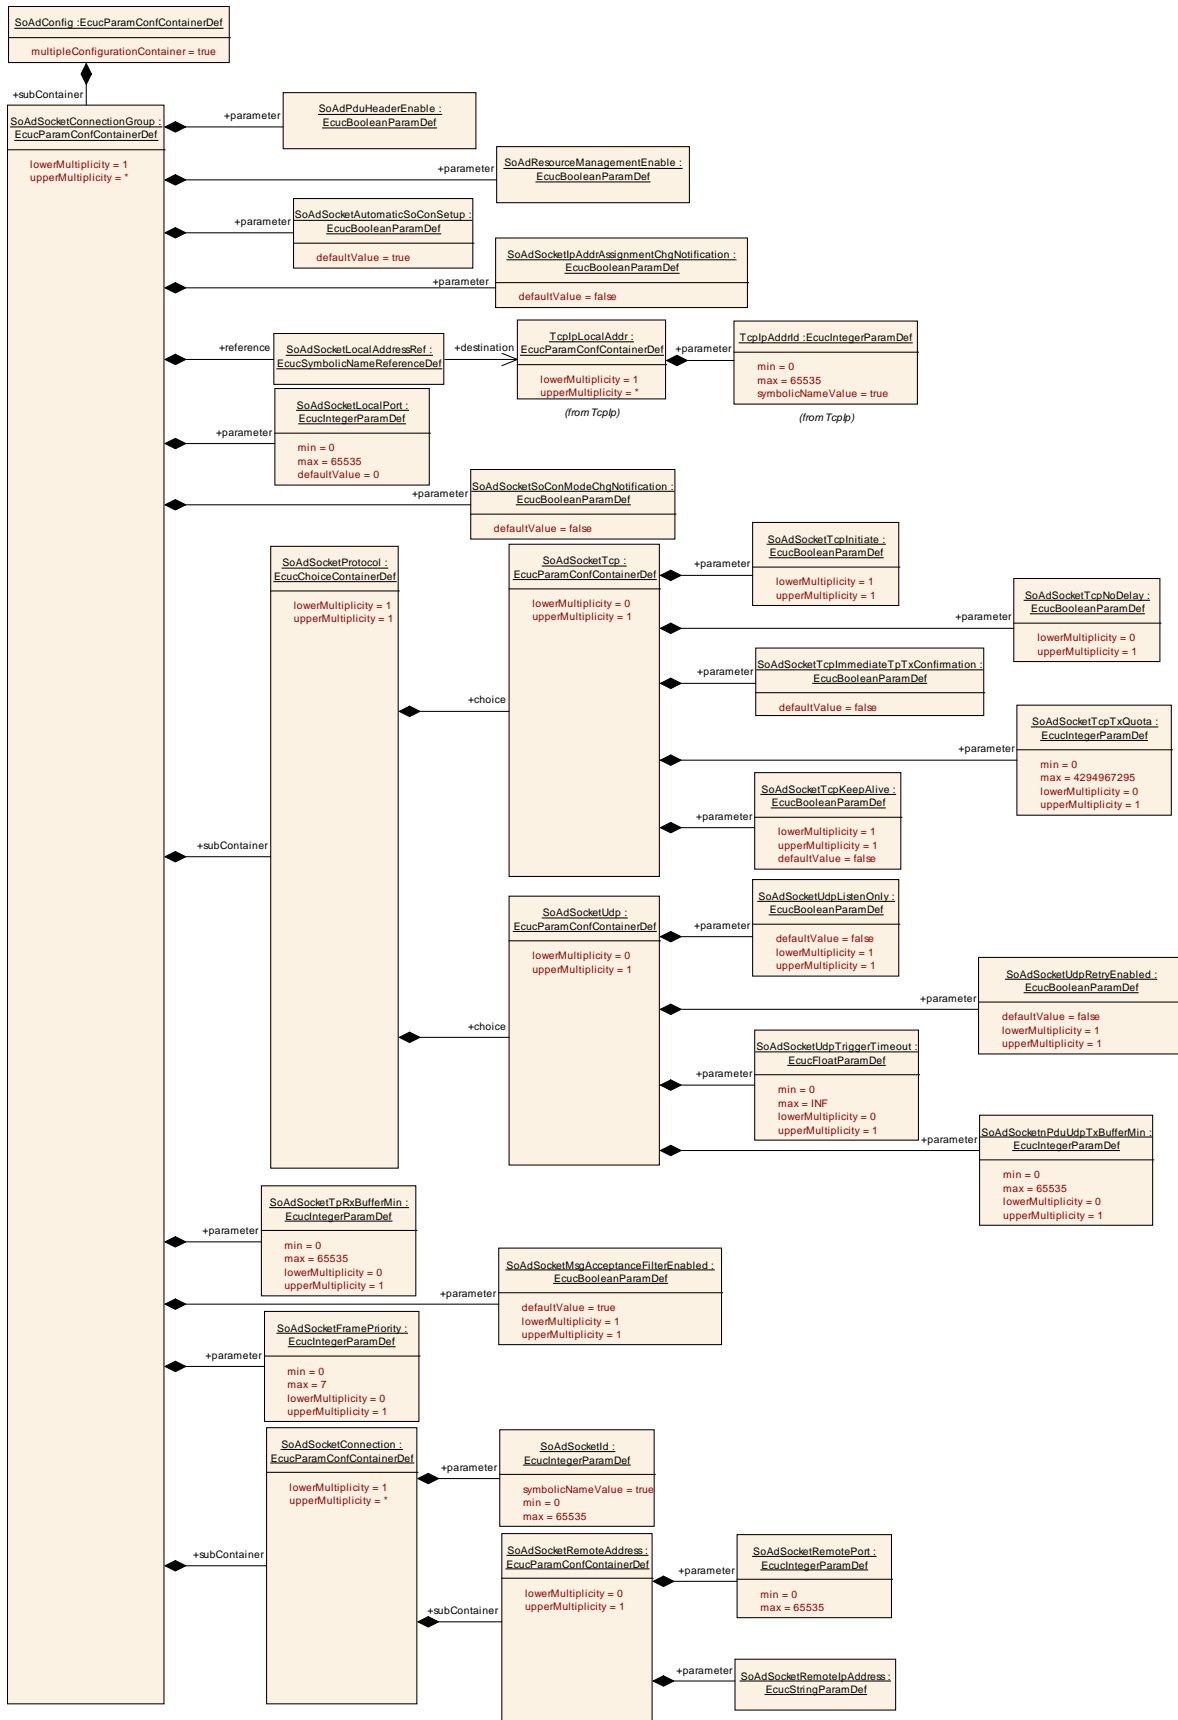 SoAdConfig :EcucParamConfContainerDef
multipleConfigurationContainer = true
+subContainer
SoAdSocketConnectionGroup :
EcucParamConfContainerDef
lowerMultiplicity = 1
upperMultiplicity = *
+parameter
SoAdPduHeaderEnable :
EcucBooleanParamDef
+parameter
SoAdResourceManagementEnable :
EcucBooleanParamDef
+parameter
SoAdSocketAutomaticSoConSetup :
EcucBooleanParamDef
defaultValue = true
+parameter
SoAdSocketIpAddrAssignmentChgNotification :
EcucBooleanParamDef
defaultValue = false
+reference
SoAdSocketLocalAddressRef :
EcucSymbolicNameReferenceDef
+destination
TcpIpLocalAddr :
EcucParamConfContainerDef
lowerMultiplicity = 1
upperMultiplicity = *
(from TcpIp)
+parameter
TcpIpAddrId :EcucIntegerParamDef
min = 0
max = 65535
symbolicNameValue = true
(from TcpIp)
+parameter
SoAdSocketLocalPort :
EcucIntegerParamDef
min = 0
max = 65535
defaultValue = 0
+parameter
SoAdSocketSoConModeChgNotification :
EcucBooleanParamDef
defaultValue = false
+subContainer
SoAdSocketProtocol :
EcucChoiceContainerDef
lowerMultiplicity = 1
upperMultiplicity = 1
+choice
SoAdSocketTcp :
EcucParamConfContainerDef
lowerMultiplicity = 0
upperMultiplicity = 1
+parameter
SoAdSocketTcpInitiate :
EcucBooleanParamDef
lowerMultiplicity = 1
upperMultiplicity = 1
+parameter
SoAdSocketTcpNoDelay :
EcucBooleanParamDef
lowerMultiplicity = 0
upperMultiplicity = 1
+parameter
SoAdSocketTcpImmediateTpTxConfirmation :
EcucBooleanParamDef
defaultValue = false
+parameter
SoAdSocketTcpTxQuota :
EcucIntegerParamDef
min = 0
max = 4294967295
lowerMultiplicity = 0
upperMultiplicity = 1
+parameter
SoAdSocketTcpKeepAlive :
EcucBooleanParamDef
lowerMultiplicity = 1
upperMultiplicity = 1
defaultValue = false
+choice
SoAdSocketUdp :
EcucParamConfContainerDef
lowerMultiplicity = 0
upperMultiplicity = 1
+parameter
SoAdSocketUdpListenOnly :
EcucBooleanParamDef
defaultValue = false
lowerMultiplicity = 1
upperMultiplicity = 1
+parameter
SoAdSocketUdpRetryEnabled :
EcucBooleanParamDef
defaultValue = false
lowerMultiplicity = 1
upperMultiplicity = 1
+parameter
SoAdSocketUdpTriggerTimeout :
EcucFloatParamDef
min = 0
max = INF
lowerMultiplicity = 0
upperMultiplicity = 1
+parameter
SoAdSocketnPduUdpTxBufferMin :
EcucIntegerParamDef
min = 0
max = 65535
lowerMultiplicity = 0
upperMultiplicity = 1
+parameter
SoAdSocketTpRxBufferMin :
EcucIntegerParamDef
min = 0
max = 65535
lowerMultiplicity = 0
upperMultiplicity = 1
+parameter
SoAdSocketMsgAcceptanceFilterEnabled :
EcucBooleanParamDef
defaultValue = true
lowerMultiplicity = 1
upperMultiplicity = 1
+parameter
SoAdSocketFramePriority :
EcucIntegerParamDef
min = 0
max = 7
lowerMultiplicity = 0
upperMultiplicity = 1
+subContainer
SoAdSocketConnection :
EcucParamConfContainerDef
lowerMultiplicity = 1
upperMultiplicity = *
+parameter
SoAdSocketId :
EcucIntegerParamDef
symbolicNameValue = true
min = 0
max = 65535
+subContainer
SoAdSocketRemoteAddress :
EcucParamConfContainerDef
lowerMultiplicity = 0
upperMultiplicity = 1
+parameter
SoAdSocketRemotePort :
EcucIntegerParamDef
min = 0
max = 65535
+parameter
SoAdSocketRemoteIpAddress :
EcucStringParamDef